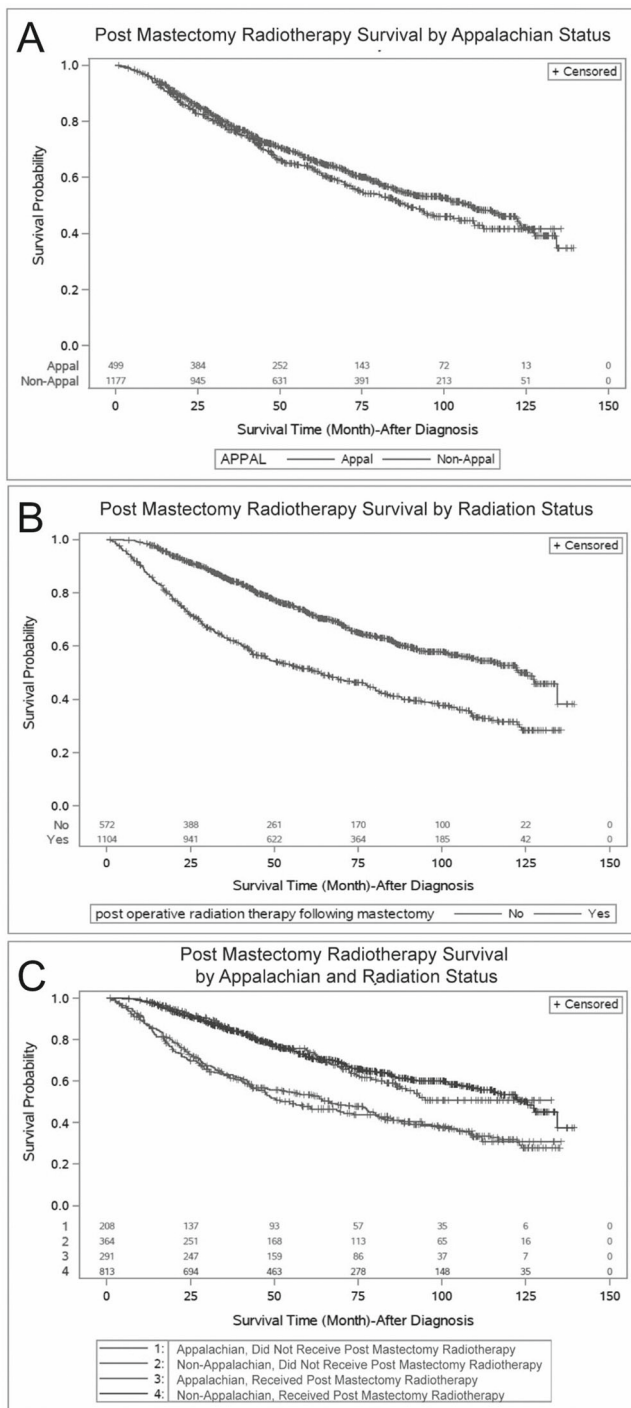 A
Post Mastectomy Radiotherapy Survival by Appalachian Status
+ Censored
Survival Probability
1.0
0.8
0.6
0.4
0.2
0.0
Appal 499 384 252 143 72 13 0
Non-Appal 1177 945 631 391 213 51 0
0 25 50 75 100 125 150
Survival Time (Month)-After Diagnosis
APPAL Appal Non-Appal
B
Post Mastectomy Radiotherapy Survival by Radiation Status
+ Censored
Survival Probability
1.0
0.8
0.6
0.4
0.2
0.0
No 572 388 261 170 100 22 0
Yes 1104 941 622 364 185 42 0
0 25 50 75 100 125 150
Survival Time (Month)-After Diagnosis
post operative radiation therapy following mastectomy No Yes
C
Post Mastectomy Radiotherapy Survival
by Appalachian and Radiation Status
+ Censored
Survival Probability
1.0
0.8
0.6
0.4
0.2
0.0
1 208 137 93 57 35 6 0
2 364 251 168 113 65 16 0
3 291 247 159 86 37 7 0
4 813 694 463 278 148 35 0
0 25 50 75 100 125 150
Survival Time (Month)-After Diagnosis
1: Appalachian, Did Not Receive Post Mastectomy Radiotherapy
2: Non-Appalachian, Did Not Receive Post Mastectomy Radiotherapy
3: Appalachian, Received Post Mastectomy Radiotherapy
4: Non-Appalachian, Received Post Mastectomy Radiotherapy